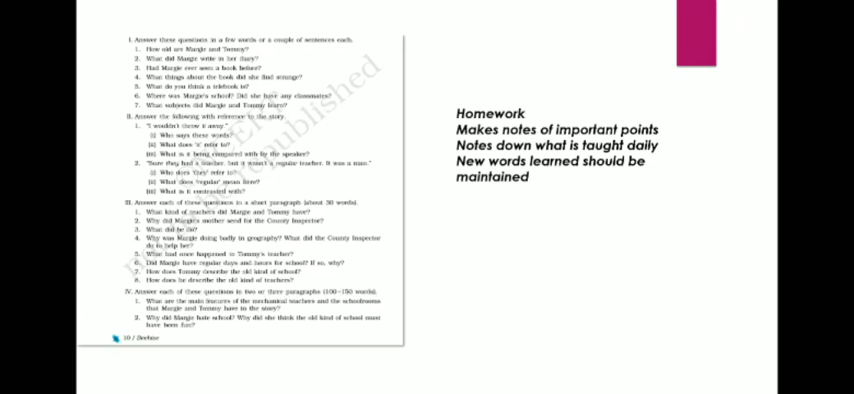 I. Answer these questions in a few words or a couple of sentences each.
1. How old are Margie and Tommy?
2. What did Margie write in her diary?
3. Had Margie ever seen a book before?
4. What things about the book did she find strange?
5. What do you think a telebook is?
6. Where was Margie's school? Did she have any classmates?
7. What subjects did Margie and Tommy learn?
II. Answer the following with reference to the story.
1. "I wouldn't throw it away."
(i) Who says these words?
(ii) What does 'it' refer to?
(iii) What is it being compared with by the speaker?
2. "Sure they had a teacher, but it wasn't a regular teacher. It was a man."
(i) Who does 'they' refer to?
(ii) What does 'regular' mean here?
(iii) What is it contrasted with?
III. Answer each of these questions in a short paragraph (about 30 words).
1. What kind of teachers did Margie and Tommy have?
2. Why did Margie's mother send for the County Inspector?
3. What did he do?
4. Why was Margie doing badly in geography? What did the County Inspector
do to help her?
5. What had once happened to Tommy's teacher?
6. Did Margie have regular days and hours for school? If so, why?
7. How does Tommy describe the old kind of school?
8. How does he describe the old kind of teachers?
IV. Answer each of these questions in two or three paragraphs (100–150 words).
1. What are the main features of the mechanical teachers and the schoolrooms
that Margie and Tommy have in the story?
2. Why did Margie hate school? Why did she think the old kind of school must
have been fun?
10 / Beehive
Homework
Makes notes of important points
Notes down what is taught daily
New words learned should be
maintained